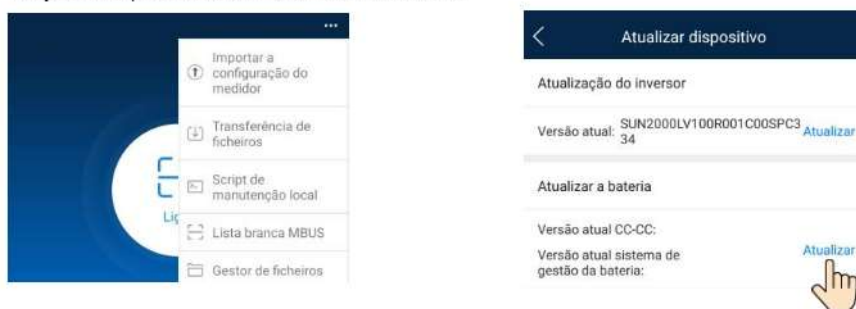 Importar a
configuração do
medidor
Transferência de
ficheiros
Script de
manutenção local
Lista branca MBUS
Gestor de ficheiros
Atualizar dispositivo
Atualização do inversor
Versão atual: SUN2000LV100R001C00SPC3
34
Atualizar
Atualizar a bateria
Versão atual CC-CC:
Versão atual sistema de
gestão da bateria:
Atualizar